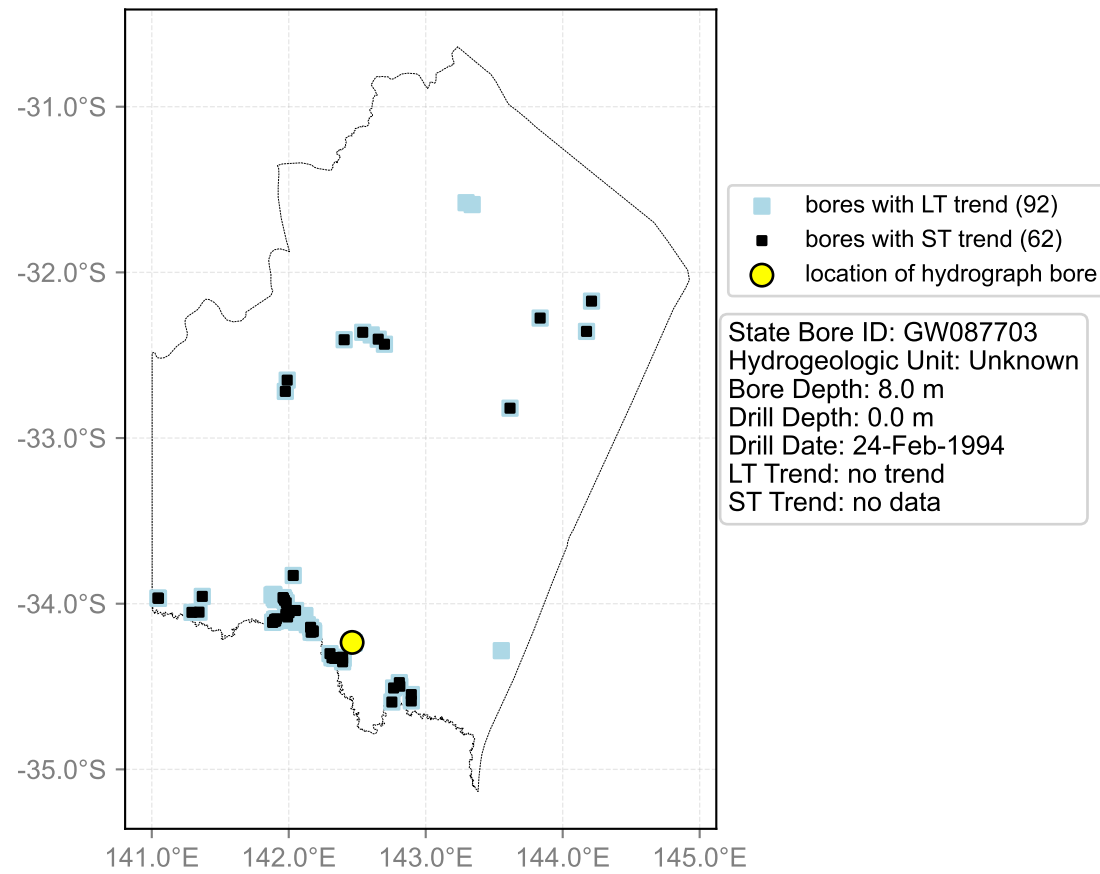 -31.0°S
-32.0°S
-33.0°S
-34.0°S
-35.0°S
141.0°E 142.0°E 143.0°E 144.0°E 145.0°E
bores with LT trend (92)
bores with ST trend (62)
location of hydrograph bore
State Bore ID: GW087703
Hydrogeologic Unit: Unknown
Bore Depth: 8.0 m
Drill Depth: 0.0 m
Drill Date: 24-Feb-1994
LT Trend: no trend
ST Trend: no data